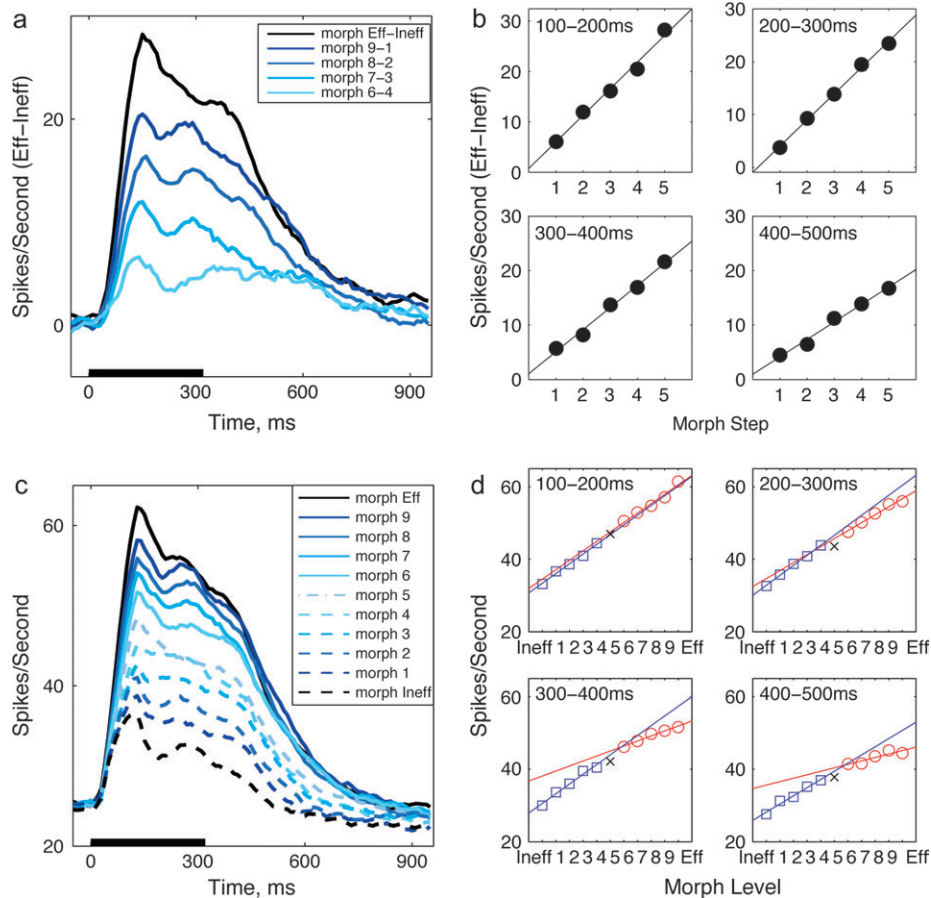 a
Spikes/Second (Eff–Ineff)
20
0
morph Eff–Ineff
morph 9–1
morph 8–2
morph 7–3
morph 6–4
0 300 600 900
Time, ms
b
Spikes/Second (Eff–Ineff)
100–200ms
30
20
10
0
1 2 3 4 5
200–300ms
30
20
10
0
1 2 3 4 5
300–400ms
30
20
10
0
1 2 3 4 5
400–500ms
30
20
10
0
1 2 3 4 5
Morph Step
c
Spikes/Second
60
40
20
morph Eff
morph 9
morph 8
morph 7
morph 6
morph 5
morph 4
morph 3
morph 2
morph 1
morph Ineff
0 300 600 900
Time, ms
d
Spikes/Second
100–200ms
60
40
20
Ineff 1 2 3 4 5 6 7 8 9 Eff
200–300ms
60
40
20
Ineff 1 2 3 4 5 6 7 8 9 Eff
300–400ms
60
40
20
Ineff 1 2 3 4 5 6 7 8 9 Eff
400–500ms
60
40
20
Ineff 1 2 3 4 5 6 7 8 9 Eff
Morph Level